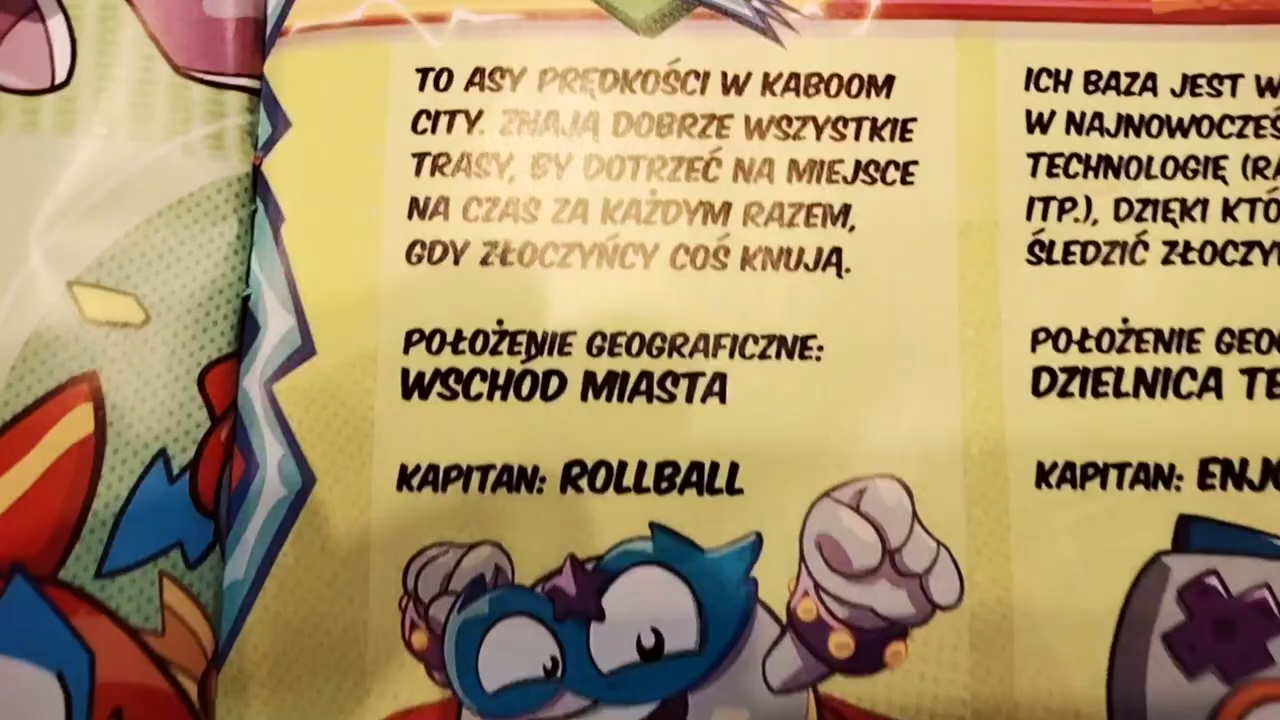 TO ASY PRĘDKOŚCI W KABOOM
CITY. ZNAJĄ DOBRZE WSZYSTKIE
TRASY, BY DOTRZEĆ NA MIEJSCE
NA CZAS ZA KAŻDYM RAZEM,
GDY ZŁOCZYŃCY COŚ KNUJĄ.
POŁOŻENIE GEOGRAFICZNE:
WSCHÓD MIASTA
KAPITAN: ROLLBALL
ICH BAZA JEST
W
TECHNOLOGIĘ
ITP.), DZIĘKI
ŚLEDZIĆ
POŁOŻENIE
DZIELNICA
KAPITAN: